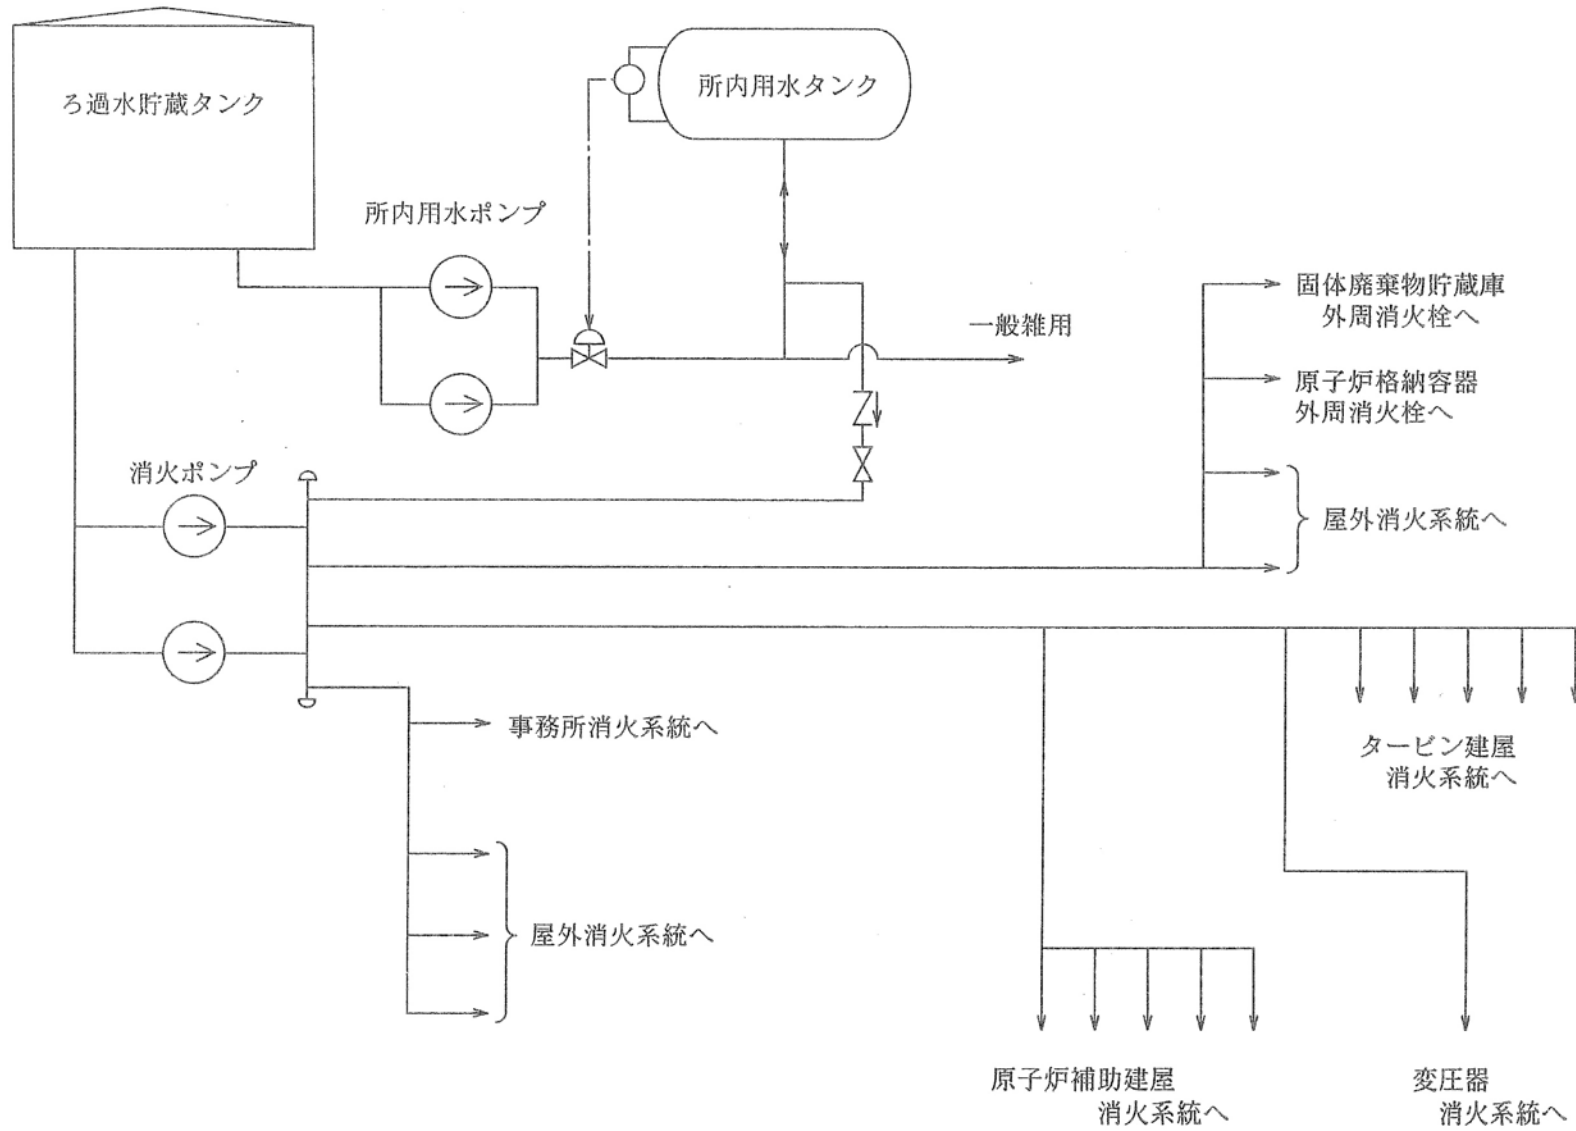 ろ過水貯蔵タンク
所内用水タンク
所内用水ポンプ
固体廃棄物貯蔵庫
外周消火栓へ
一般雑用
原子炉格納容器
外周消火栓へ
消火ポンプ
屋外消火系統へ
事務所消火系統へ
タービン建屋
消火系統へ
屋外消火系統へ
原子炉補助建屋
消火系統へ
変圧器
消火系統へ